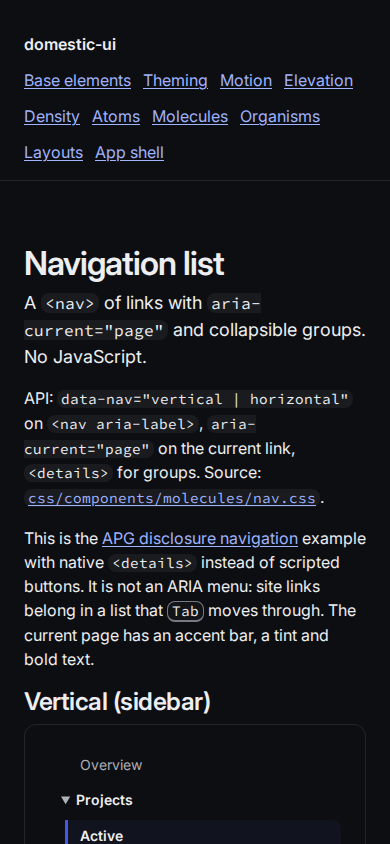 domestic-ui
Base elements Theming Motion Elevation
Density Atoms Molecules Organisms
Layouts App shell
Navigation list
A <nav> of links with aria-
current="page" and collapsible groups.
No JavaScript.
API: data-nav="vertical | horizontal"
on <nav aria-label>, aria-
current="page" on the current link,
<details> for groups. Source:
css/components/molecules/nav.css.
This is the APG disclosure navigation example
with native <details> instead of scripted
buttons. It is not an ARIA menu: site links
belong in a list that Tab moves through. The
current page has an accent bar, a tint and
bold text.
Vertical (sidebar)
Overview
Projects
Active